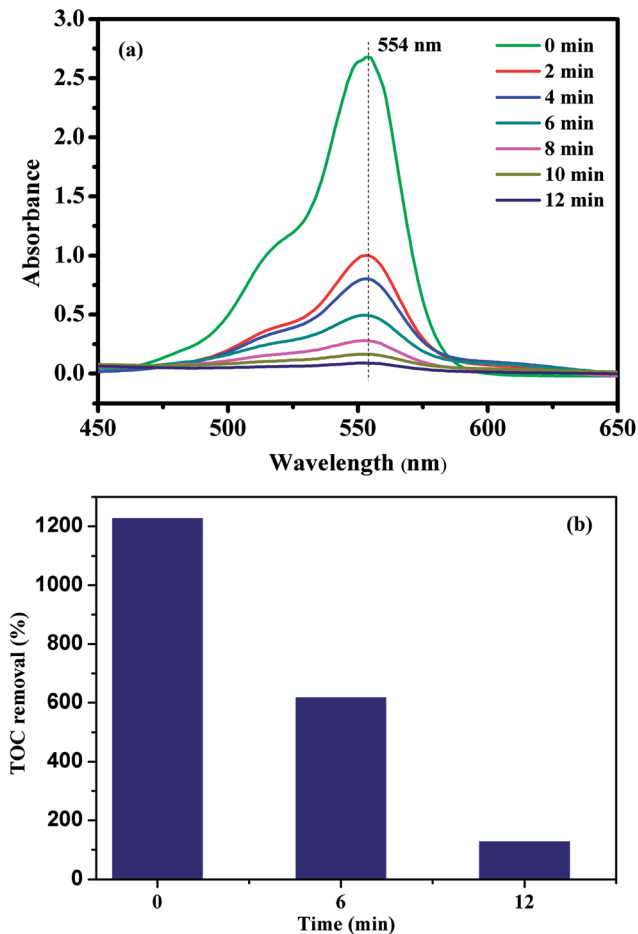 (a)
554 nm
0 min
2 min
4 min
6 min
8 min
10 min
12 min
3.0
2.5
2.0
1.5
1.0
0.5
0.0
Absorbance
450
500
550
600
650
Wavelength (nm)
(b)
1200
1000
800
600
400
200
0
TOC removal (%)
0
6
12
Time (min)